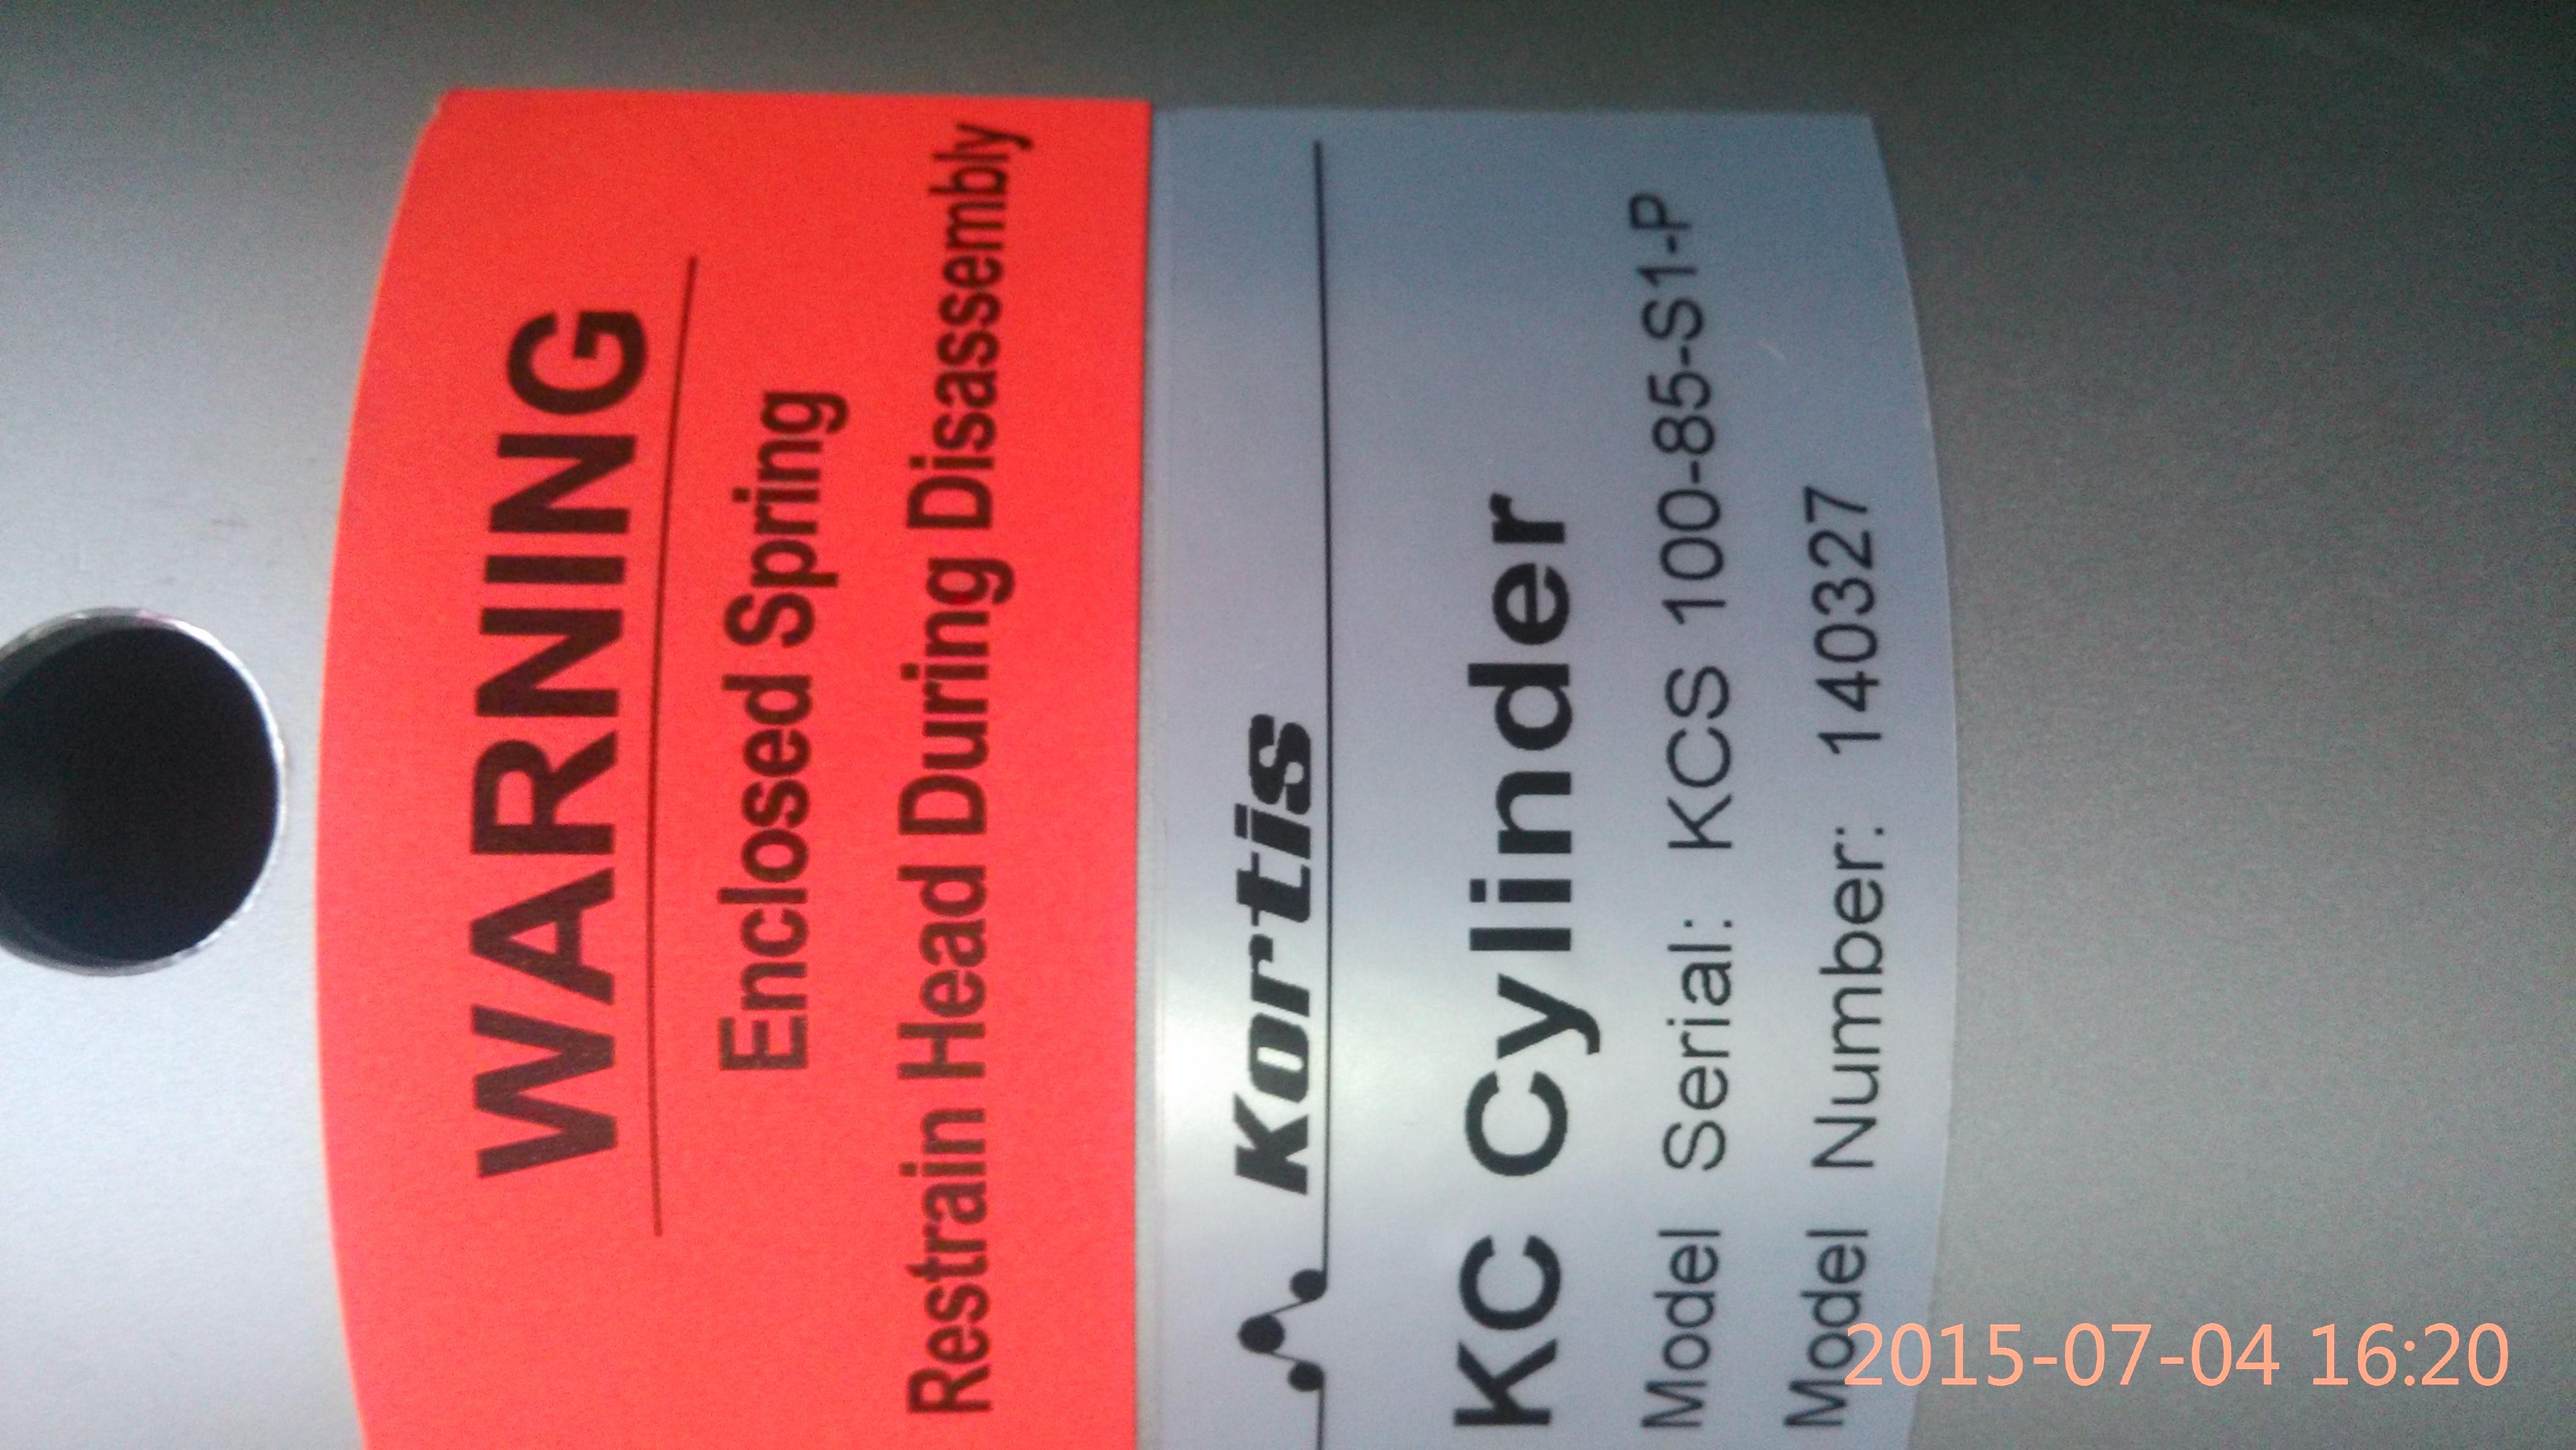 WARNING
Enclosed Spring
Restrain Head During Disassembly
Kortis
KC Cylinder
Model Serial: KCS 100-85-S1-P
Model Number: 140327
2015-07-04 16:20